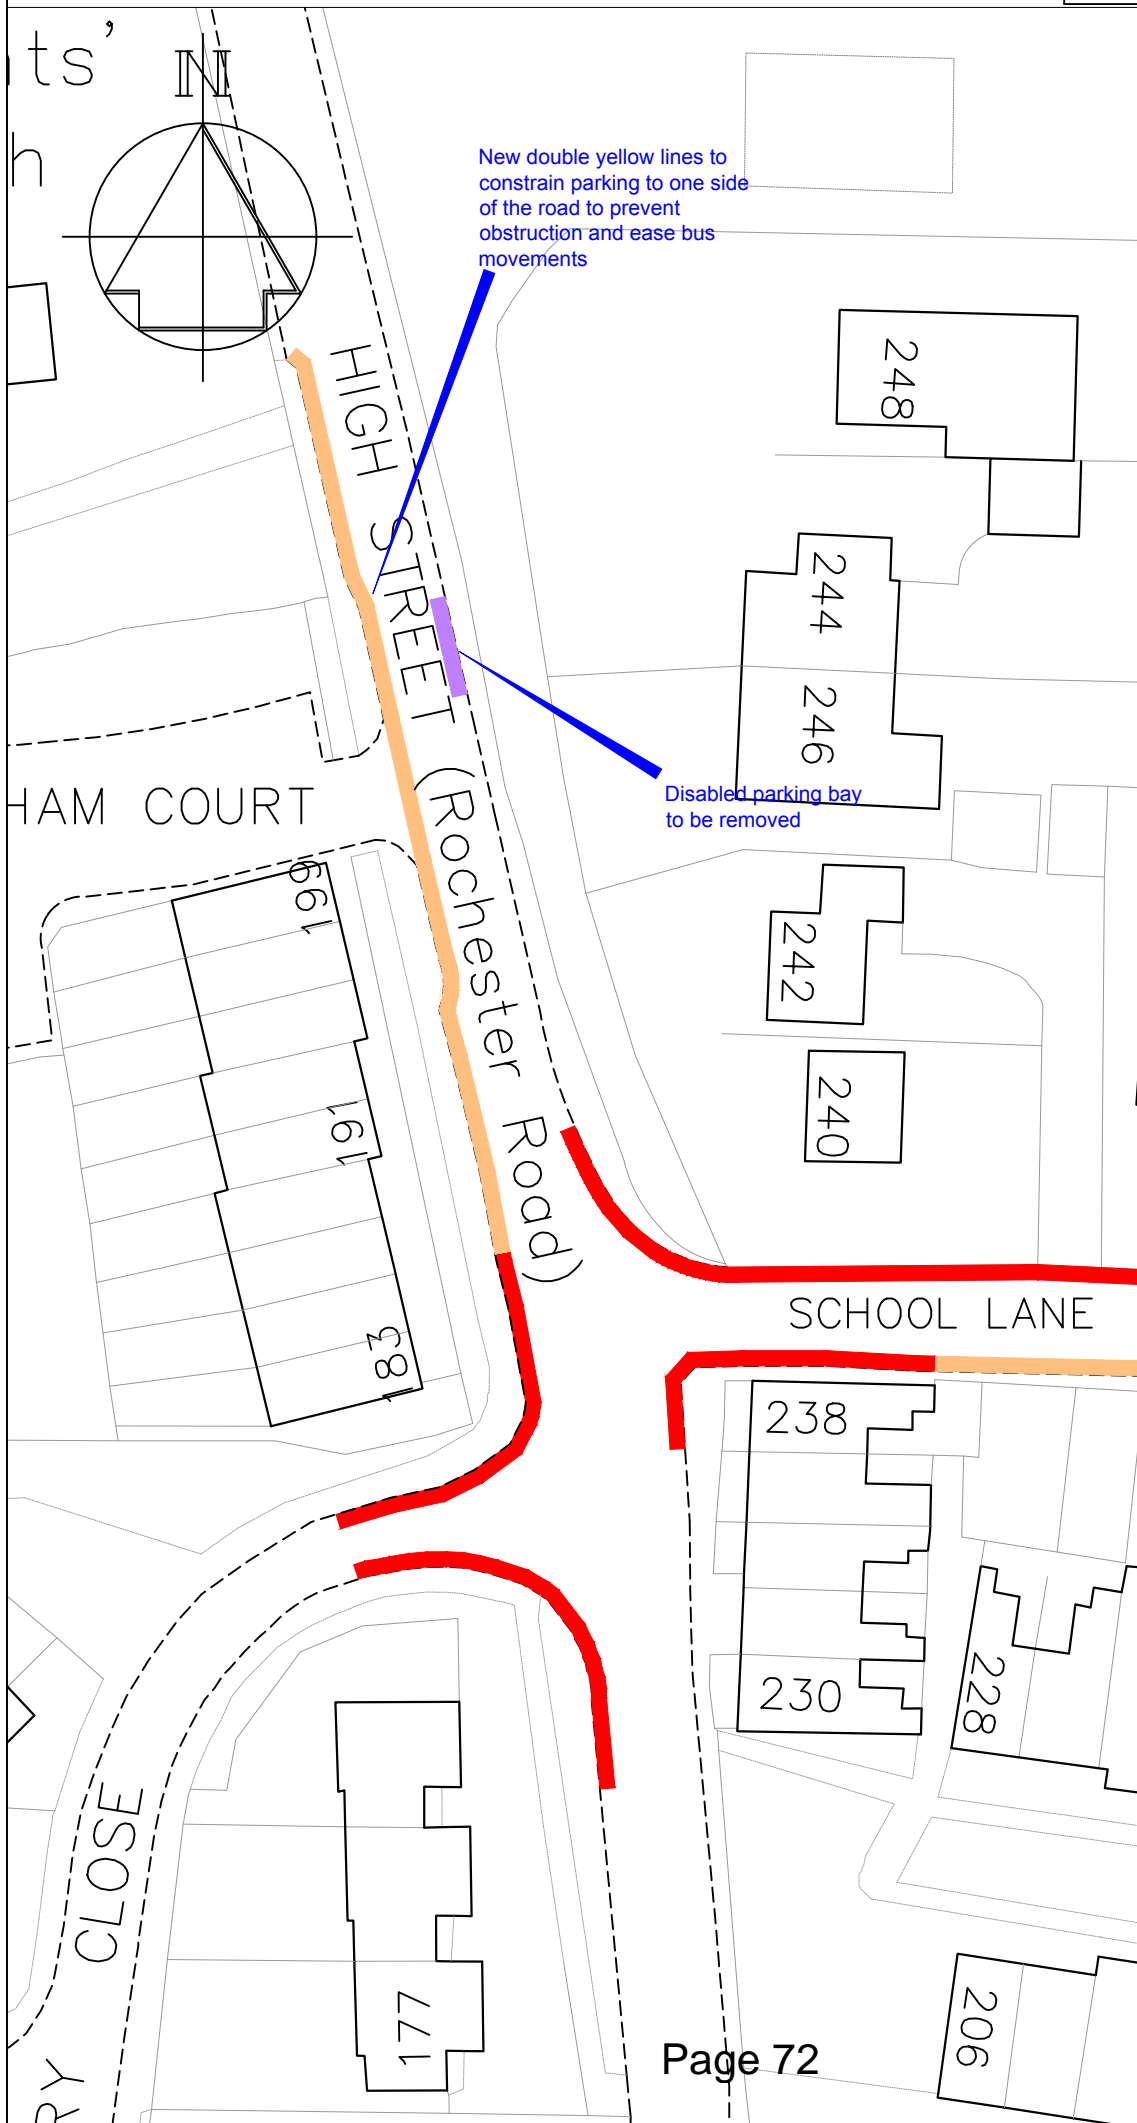 N
New double yellow lines to
constrain parking to one side
of the road to prevent
obstruction and ease bus
movements
HIGH STREET (Rochester Road)
248
244
246
Disabled parking bay
to be removed
COURT
199
242
240
191
SCHOOL LANE
183
238
230
228
CLOSE
177
206
Page 72